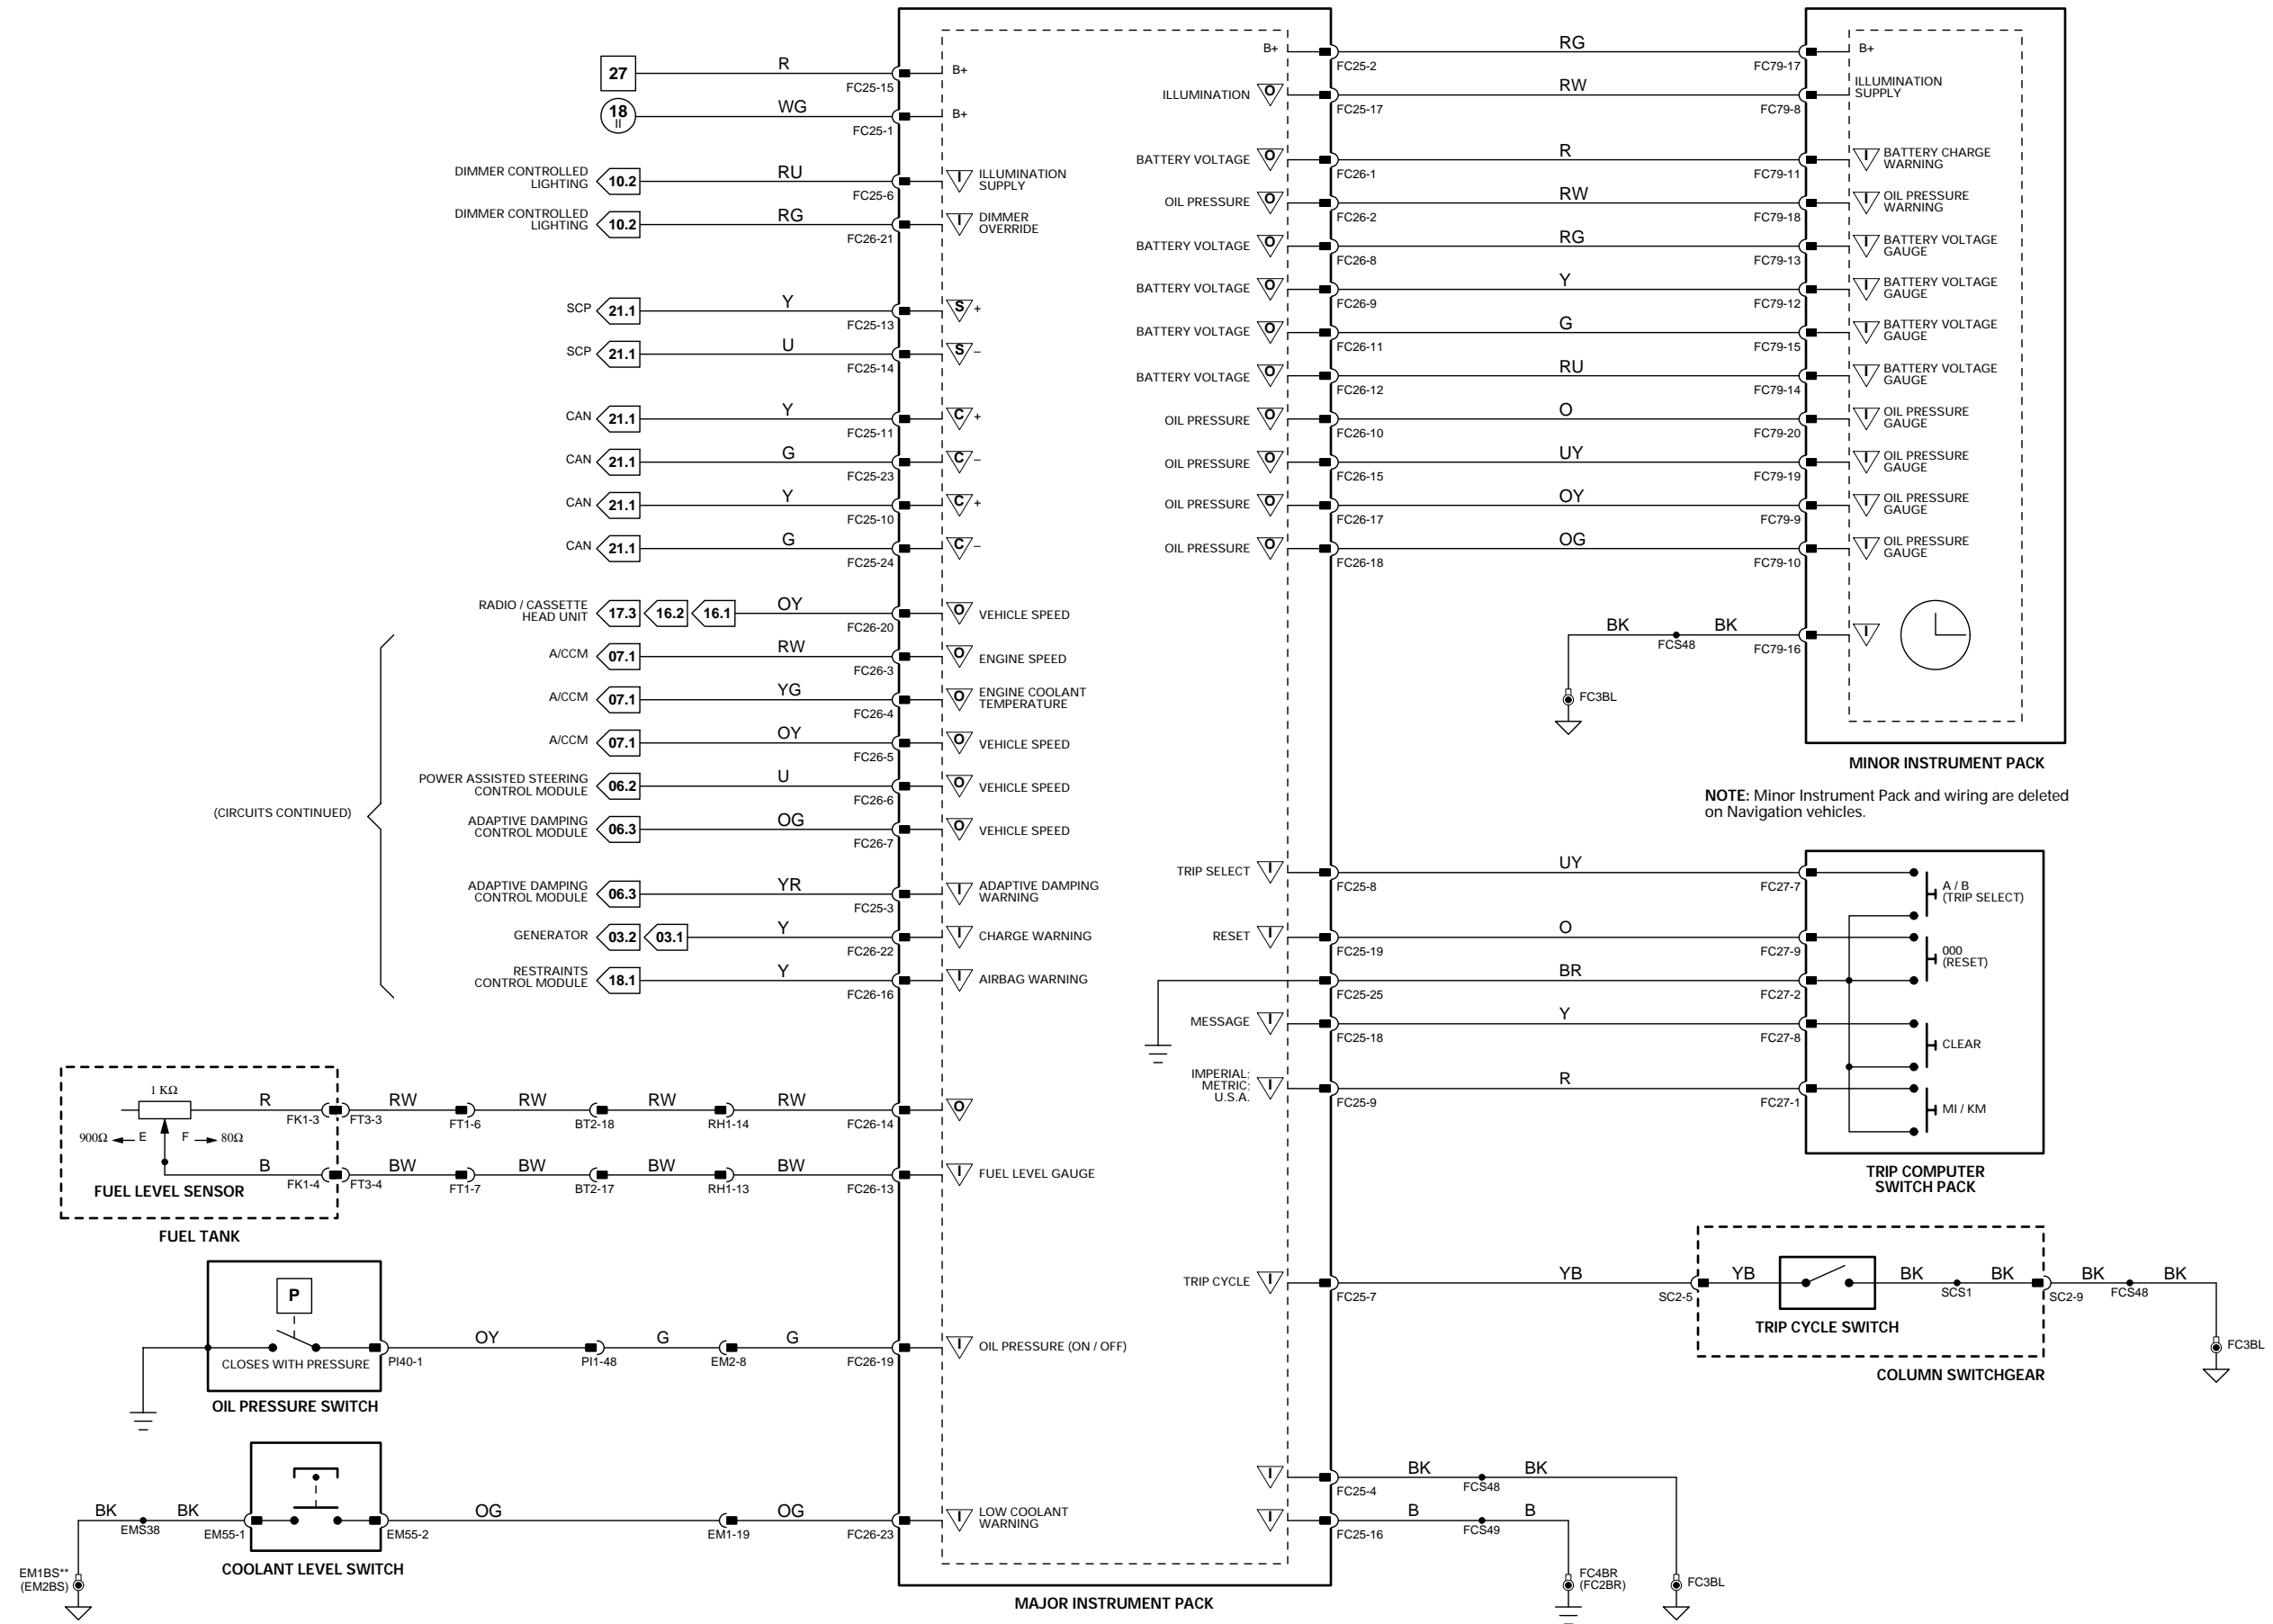 27
R
FC25-15
B+
18
II
WG
FC25-1
B+
DIMMER CONTROLLED
LIGHTING
10.2
RU
FC25-6
I
ILLUMINATION
SUPPLY
DIMMER CONTROLLED
LIGHTING
10.2
RG
FC26-21
I
DIMMER
OVERRIDE
SCP
21.1
Y
FC25-13
S
+
SCP
21.1
U
FC25-14
S
–
CAN
21.1
Y
FC25-11
C
+
CAN
21.1
G
FC25-23
C
–
CAN
21.1
Y
FC25-10
C
+
CAN
21.1
G
FC25-24
C
–
RADIO / CASSETTE
HEAD UNIT
17.3
16.2
16.1
OY
FC26-20
O
VEHICLE SPEED
A/CCM
07.1
RW
FC26-3
O
ENGINE SPEED
A/CCM
07.1
YG
FC26-4
O
ENGINE COOLANT
TEMPERATURE
A/CCM
07.1
OY
FC26-5
O
VEHICLE SPEED
POWER ASSISTED STEERING
CONTROL MODULE
06.2
U
FC26-6
O
VEHICLE SPEED
(CIRCUITS CONTINUED)
ADAPTIVE DAMPING
CONTROL MODULE
06.3
OG
FC26-7
O
VEHICLE SPEED
ADAPTIVE DAMPING
CONTROL MODULE
06.3
YR
FC25-3
I
ADAPTIVE DAMPING
WARNING
GENERATOR
03.2
03.1
Y
FC26-22
I
CHARGE WARNING
RESTRAINTS
CONTROL MODULE
18.1
Y
FC26-16
I
AIRBAG WARNING
1 KΩ
900Ω
E
F
80Ω
R
FK1-3
FT3-3
RW
FT1-6
RW
BT2-18
RW
RH1-14
RW
FC26-14
O
B
FK1-4
FT3-4
BW
FT1-7
BW
BT2-17
BW
RH1-13
BW
FC26-13
I
FUEL LEVEL GAUGE
FUEL LEVEL SENSOR
FUEL TANK
P
CLOSES WITH PRESSURE
PI40-1
OY
PI1-48
G
EM2-8
G
FC26-19
I
OIL PRESSURE (ON / OFF)
OIL PRESSURE SWITCH
BK
EMS38
BK
EM55-1
EM55-2
OG
EM1-19
OG
FC26-23
I
LOW COOLANT
WARNING
COOLANT LEVEL SWITCH
EM1BS**
(EM2BS)
MAJOR INSTRUMENT PACK
B+
FC25-2
RG
FC79-17
B+
ILLUMINATION
O
FC25-17
RW
FC79-8
ILLUMINATION
SUPPLY
BATTERY VOLTAGE
O
FC26-1
R
FC79-11
I
BATTERY CHARGE
WARNING
OIL PRESSURE
O
FC26-2
RW
FC79-18
I
OIL PRESSURE
WARNING
BATTERY VOLTAGE
O
FC26-8
RG
FC79-13
I
BATTERY VOLTAGE
GAUGE
BATTERY VOLTAGE
O
FC26-9
Y
FC79-12
I
BATTERY VOLTAGE
GAUGE
BATTERY VOLTAGE
O
FC26-11
G
FC79-15
I
BATTERY VOLTAGE
GAUGE
BATTERY VOLTAGE
O
FC26-12
RU
FC79-14
I
BATTERY VOLTAGE
GAUGE
OIL PRESSURE
O
FC26-10
O
FC79-20
I
OIL PRESSURE
GAUGE
OIL PRESSURE
O
FC26-15
UY
FC79-19
I
OIL PRESSURE
GAUGE
OIL PRESSURE
O
FC26-17
OY
FC79-9
I
OIL PRESSURE
GAUGE
OIL PRESSURE
O
FC26-18
OG
FC79-10
I
OIL PRESSURE
GAUGE
BK
FCS48
BK
FC79-16
I
FC3BL
MINOR INSTRUMENT PACK
NOTE: Minor Instrument Pack and wiring are deleted
on Navigation vehicles.
TRIP SELECT
I
FC25-8
UY
FC27-7
A / B
(TRIP SELECT)
RESET
I
FC25-19
O
FC27-9
000
(RESET)
FC25-25
BR
FC27-2
MESSAGE
I
FC25-18
Y
FC27-8
CLEAR
IMPERIAL;
METRIC;
U.S.A.
I
FC25-9
R
FC27-1
MI / KM
TRIP COMPUTER
SWITCH PACK
TRIP CYCLE
I
FC25-7
YB
SC2-5
YB
BK
SCS1
BK
SC2-9
BK
FCS48
BK
FC3BL
TRIP CYCLE SWITCH
COLUMN SWITCHGEAR
I
FC25-4
BK
FCS48
BK
FC3BL
I
FC25-16
B
FCS49
B
FC4BR
(FC2BR)